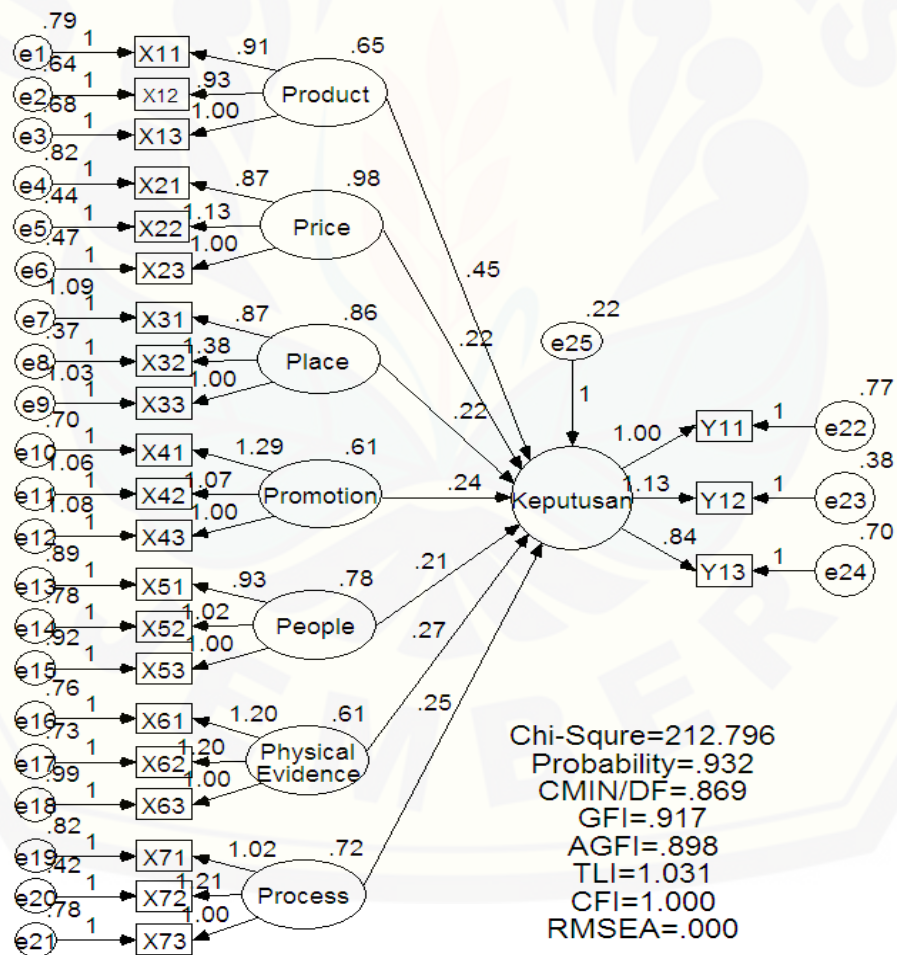 .79
e1 1 X11 .91 .65
.64
e2 1 X12 .93 Product
.68
e3 1 X13 1.00
.82
e4 1 X21 .87 .98
.44
e5 1 X22 1.13 Price
.47
e6 1 X23 1.00 .45
1.09
e7 1 X31 .87 .86 .22 .22
.37
e8 1 X32 1.38 Place e25
1.03
e9 1 X33 1.00 .22 1 .77
.70
e10 1 X41 1.29 .61 1.00 Y11 1 e22
1.06 .38
e11 1 X42 1.07 Promotion .24 Keputusan 1.13 Y12 1 e23
1.08
e12 1 X43 1.00 .84 .70
.89
e13 1 X51 .93 .78 .21 Y13 1 e24
.78
e14 1 X52 1.02 People
.92
e15 1 X53 1.00 .27
.76
e16 1 X61 1.20 .61 .25
.73
e17 1 X62 1.20 Physical
Evidence
.99
e18 1 X63 1.00
.82
e19 1 X71 1.02 .72
.42
e20 1 X72 1.21 Process
.78
e21 1 X73 1.00
Chi-Squre=212.796
Probability=.932
CMIN/DF=.869
GFI=.917
AGFI=.898
TLI=1.031
CFI=1.000
RMSEA=.000
EMBER